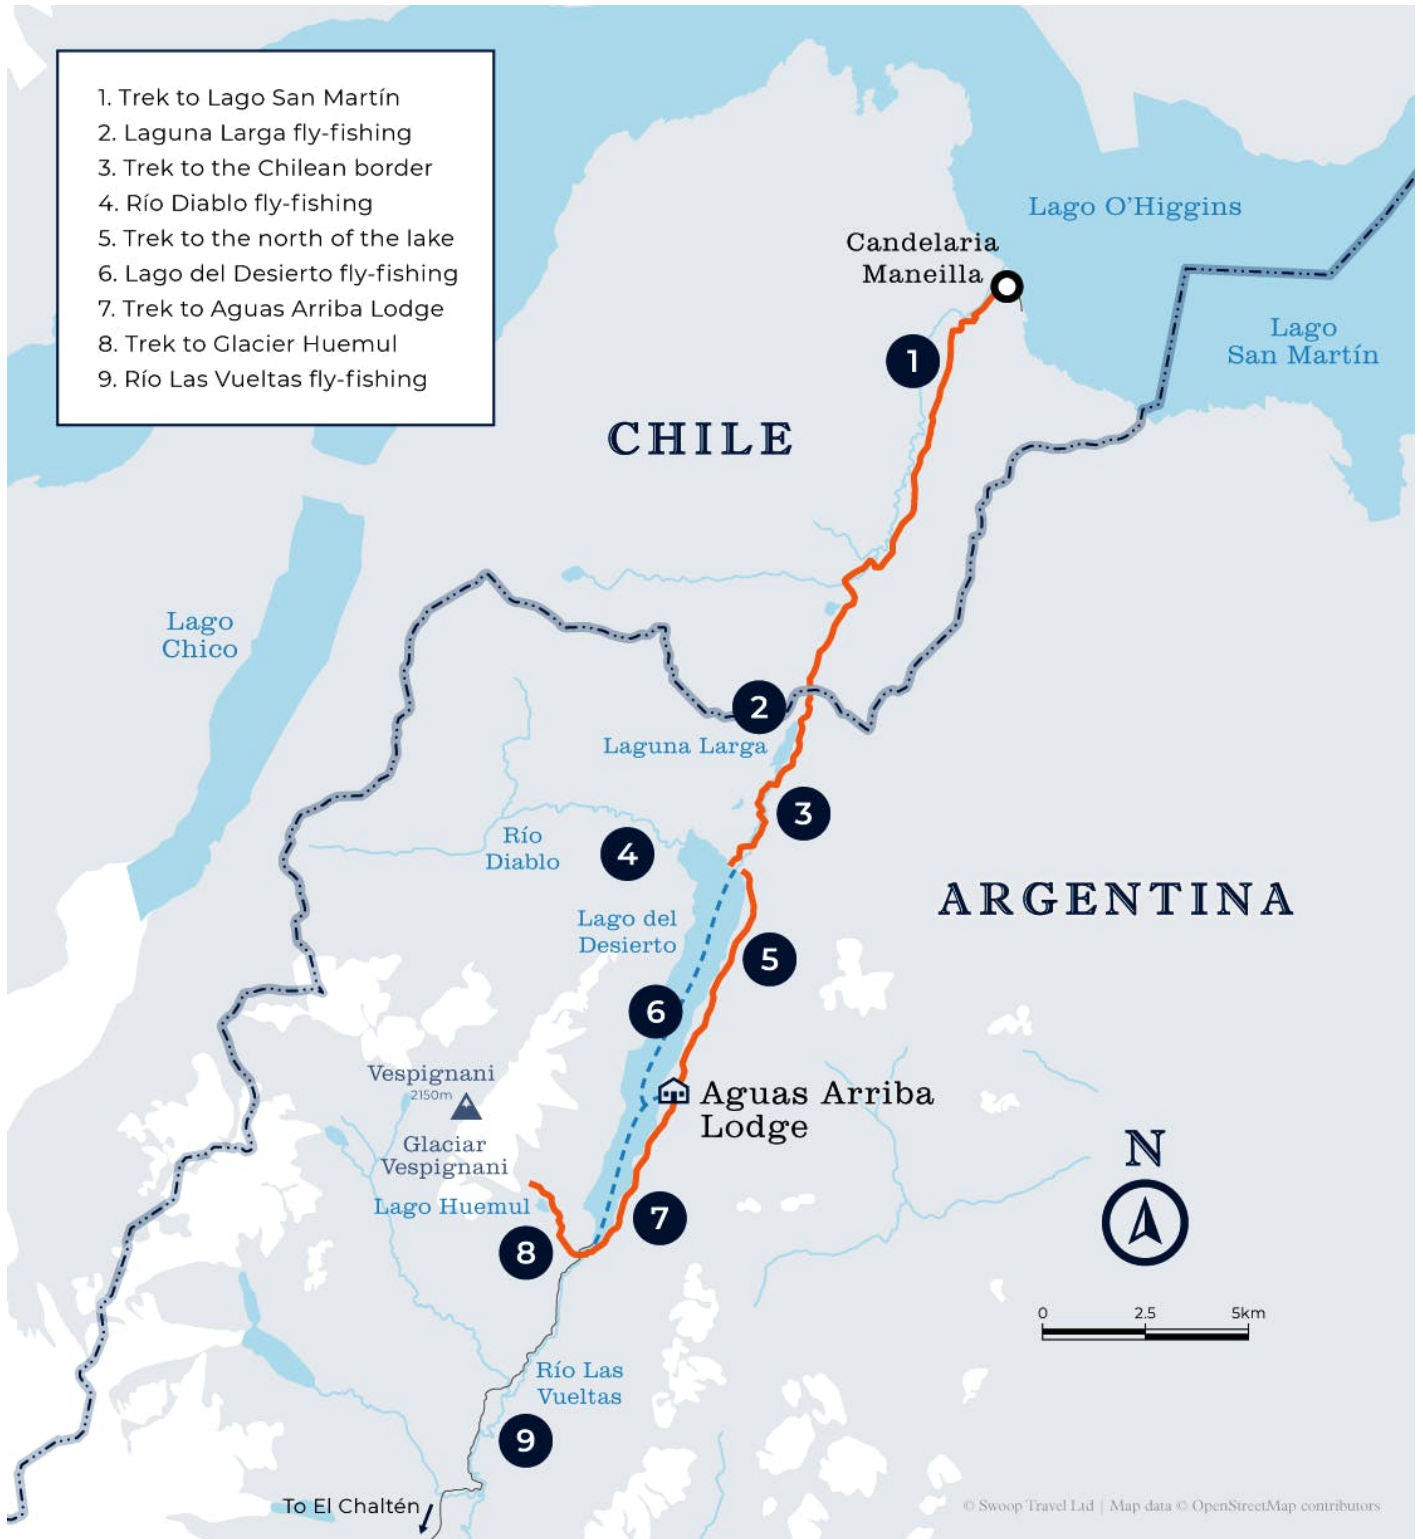 1. Trek to Lago San Martín
2. Laguna Larga fly-fishing
3. Trek to the Chilean border
4. Río Diablo fly-fishing
5. Trek to the north of the lake
6. Lago del Desierto fly-fishing
7. Trek to Aguas Arriba Lodge
8. Trek to Glacier Huemul
9. Río Las Vueltas fly-fishing
Lago O'Higgins
Candelaria
Maneilla
Lago
San Martín
1
CHILE
Lago
Chico
2
Laguna Larga
3
Río
Diablo
4
ARGENTINA
Lago del
Desierto
5
6
Vespignani
2150m
Aguas Arriba
Lodge
Glaciar
Vespignani
N
Lago Huemul
7
8
0 2.5 5km
Río Las
Vueltas
9
To El Chaltén
© Swoop Travel Ltd | Map data © OpenStreetMap contributors